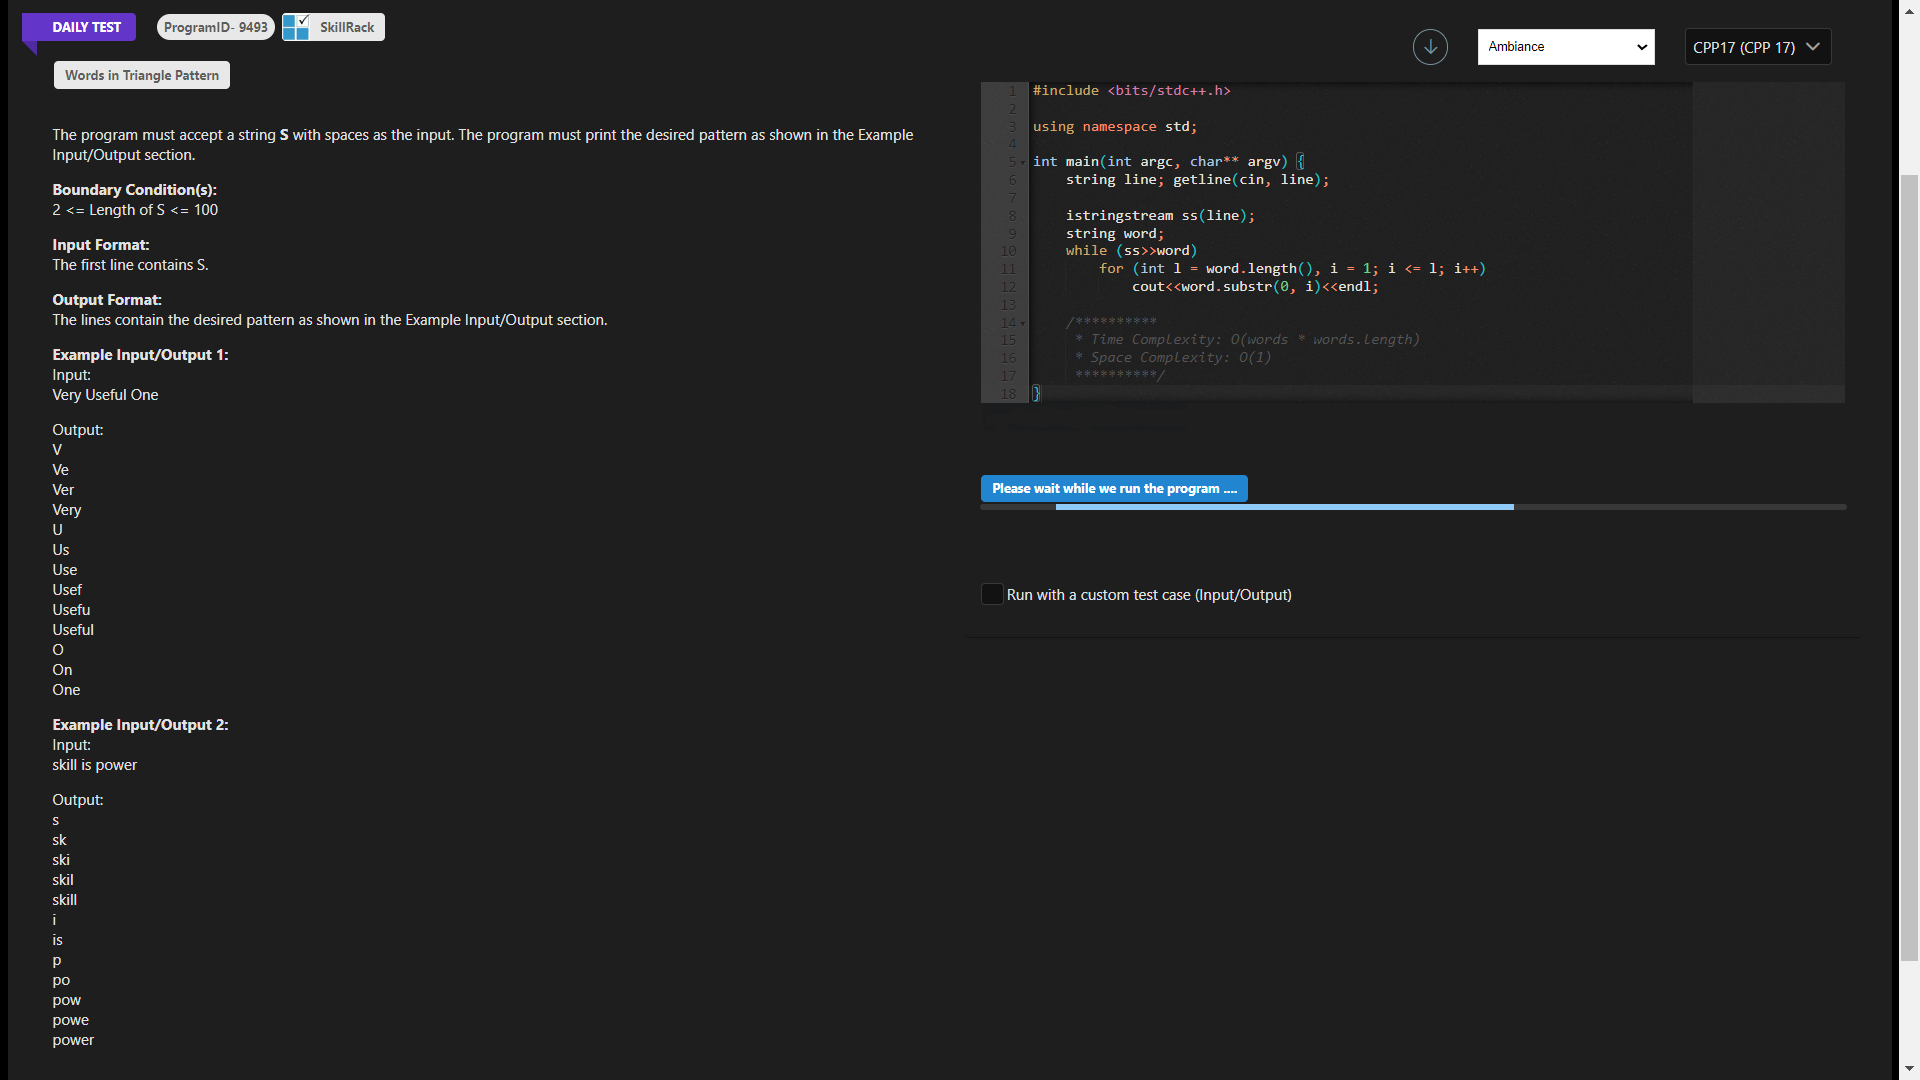 DAILY TEST
ProgramID- 9493
SkillRack
Words in Triangle Pattern
The program must accept a string S with spaces as the input. The program must print the desired pattern as shown in the Example
Input/Output section.
Boundary Condition(s):
2 <= Length of S <= 100
Input Format:
The first line contains S.
Output Format:
The lines contain the desired pattern as shown in the Example Input/Output section.
Example Input/Output 1:
Input:
Very Useful One
Output:
V
Ve
Ver
Very
U
Us
Use
Usef
Usefu
Useful
O
On
One
Example Input/Output 2:
Input:
skill is power
Output:
s
sk
ski
skil
skill
i
is
p
po
pow
powe
power
Ambiance
CPP17 (CPP 17)
1 #include <bits/stdc++.h>
2
3 using namespace std;
4
5 int main(int argc, char** argv) {
6     string line; getline(cin, line);
7
8     istringstream ss(line);
9     string word;
10     while (ss>>word)
11         for (int l = word.length(), i = 1; i <= l; i++)
12             cout<<word.substr(0, i)<<endl;
13
14     /**********
15      * Time Complexity: O(words * words.length)
16      * Space Complexity: O(1)
17      **********/
18 }
Please wait while we run the program ....
Run with a custom test case (Input/Output)